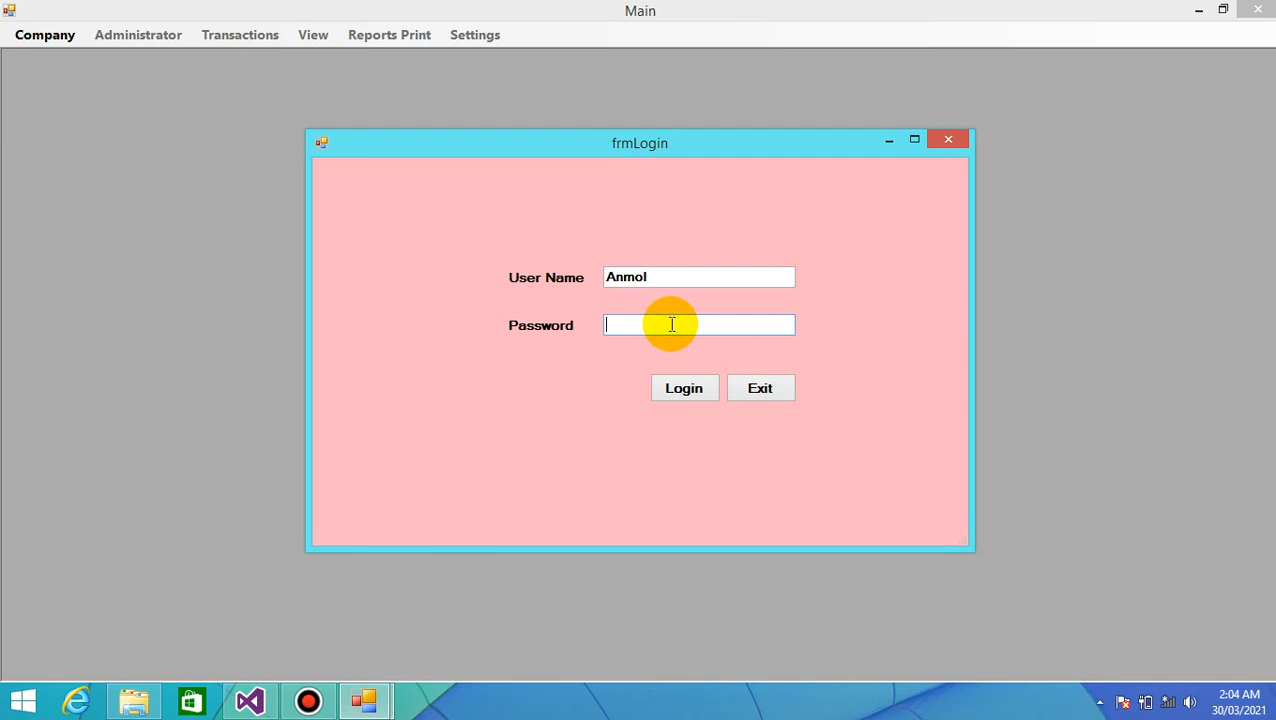 Main
Company Administrator Transactions View Reports Print Settings
frmLogin
User Name Anmol
Password
Login Exit
2:04 AM
30/03/2021